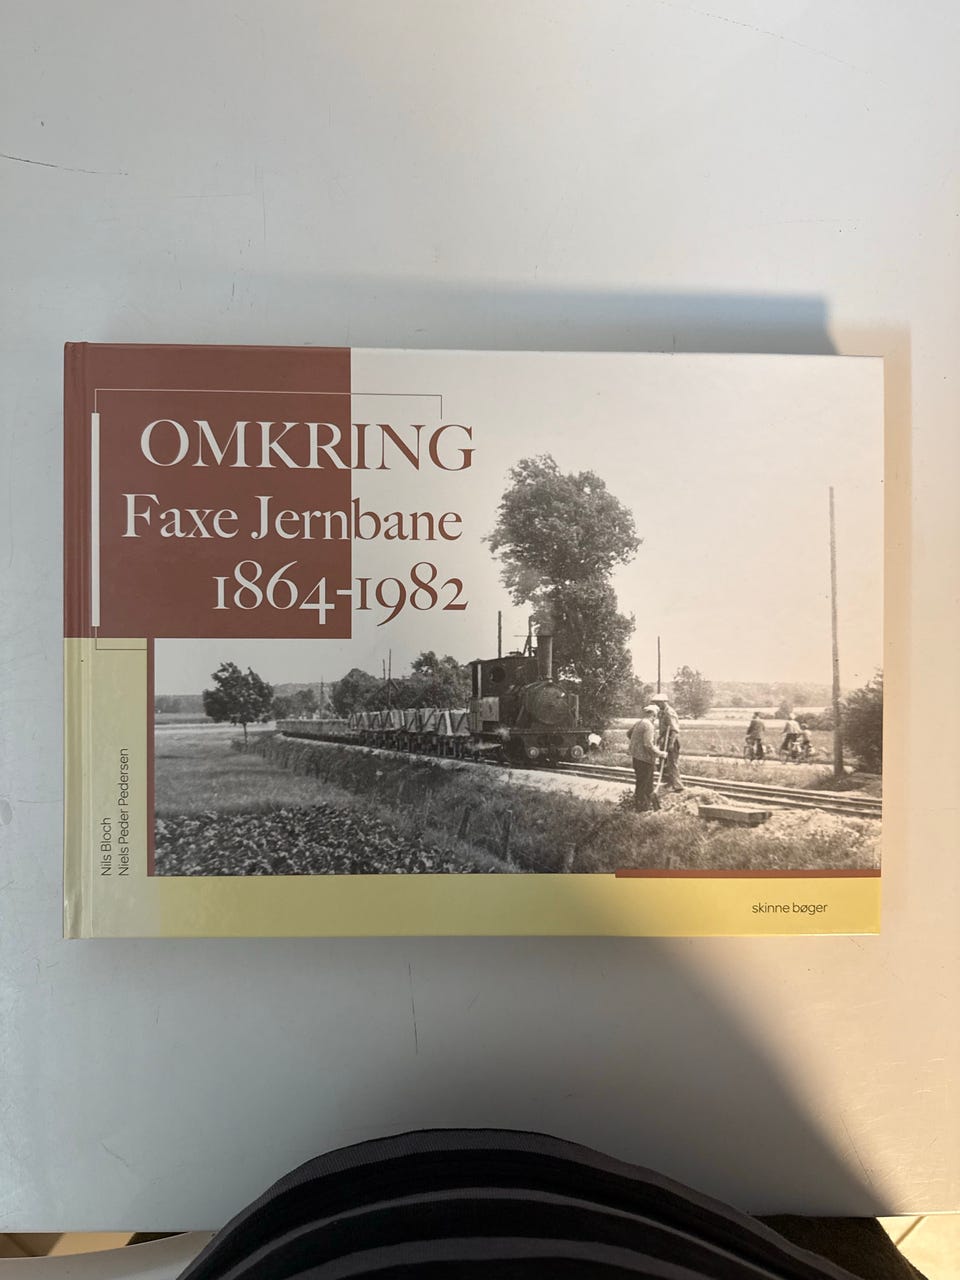 OMKRING
Faxe Jernbane
1864-1982
Nils Bloch
Niels Peder Pedersen
skinne bøger